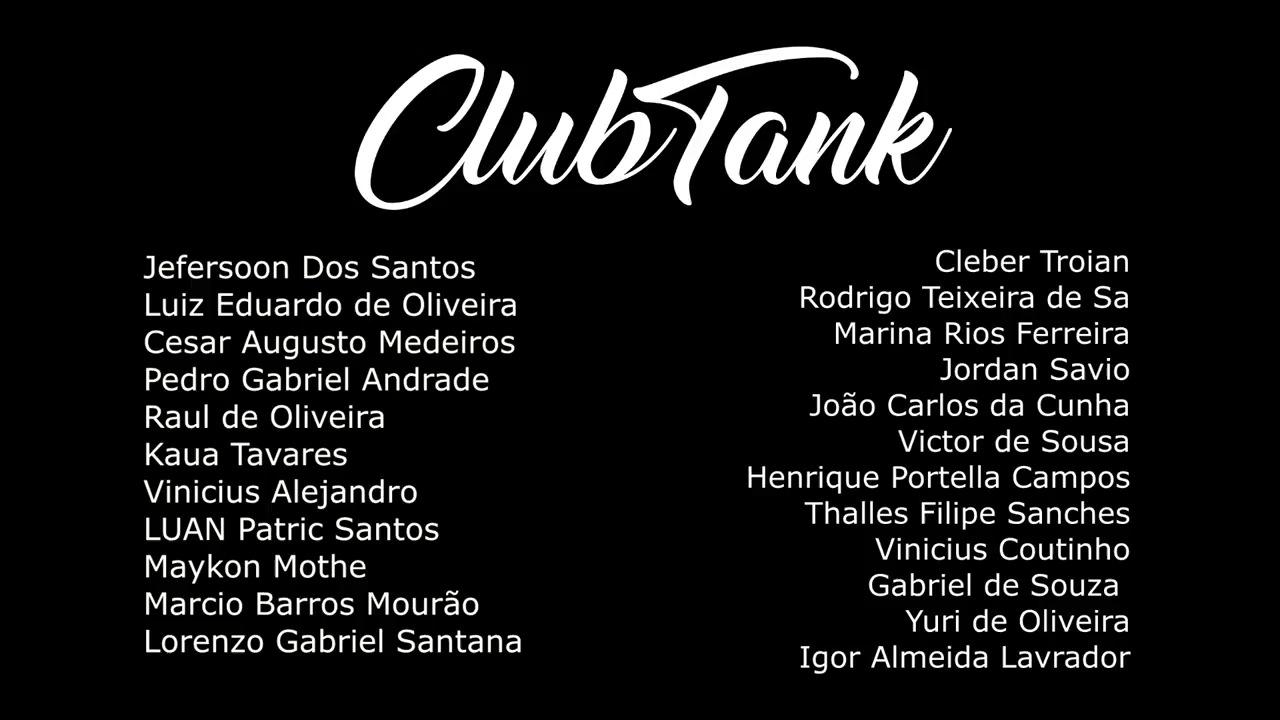 ClubTank
Jefersoon Dos Santos
Luiz Eduardo de Oliveira
Cesar Augusto Medeiros
Pedro Gabriel Andrade
Raul de Oliveira
Kaua Tavares
Vinicius Alejandro
LUAN Patric Santos
Maykon Mothe
Marcio Barros Mourão
Lorenzo Gabriel Santana
Cleber Troian
Rodrigo Teixeira de Sa
Marina Rios Ferreira
Jordan Savio
João Carlos da Cunha
Victor de Sousa
Henrique Portella Campos
Thalles Filipe Sanches
Vinicius Coutinho
Gabriel de Souza
Yuri de Oliveira
Igor Almeida Lavrador